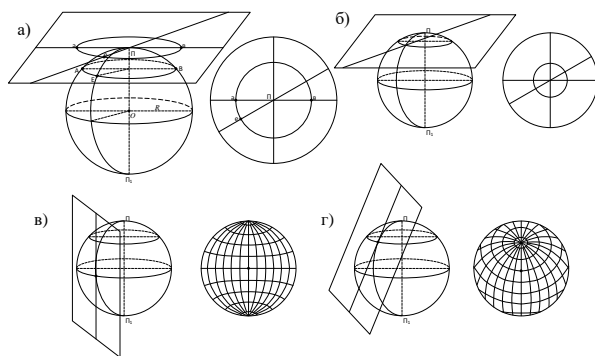 а)
П
а
в
А
В
Е
R
О
П₁
а
П
в
е
б)
П
П₁
в)
П
П₁
г)
П
П₁